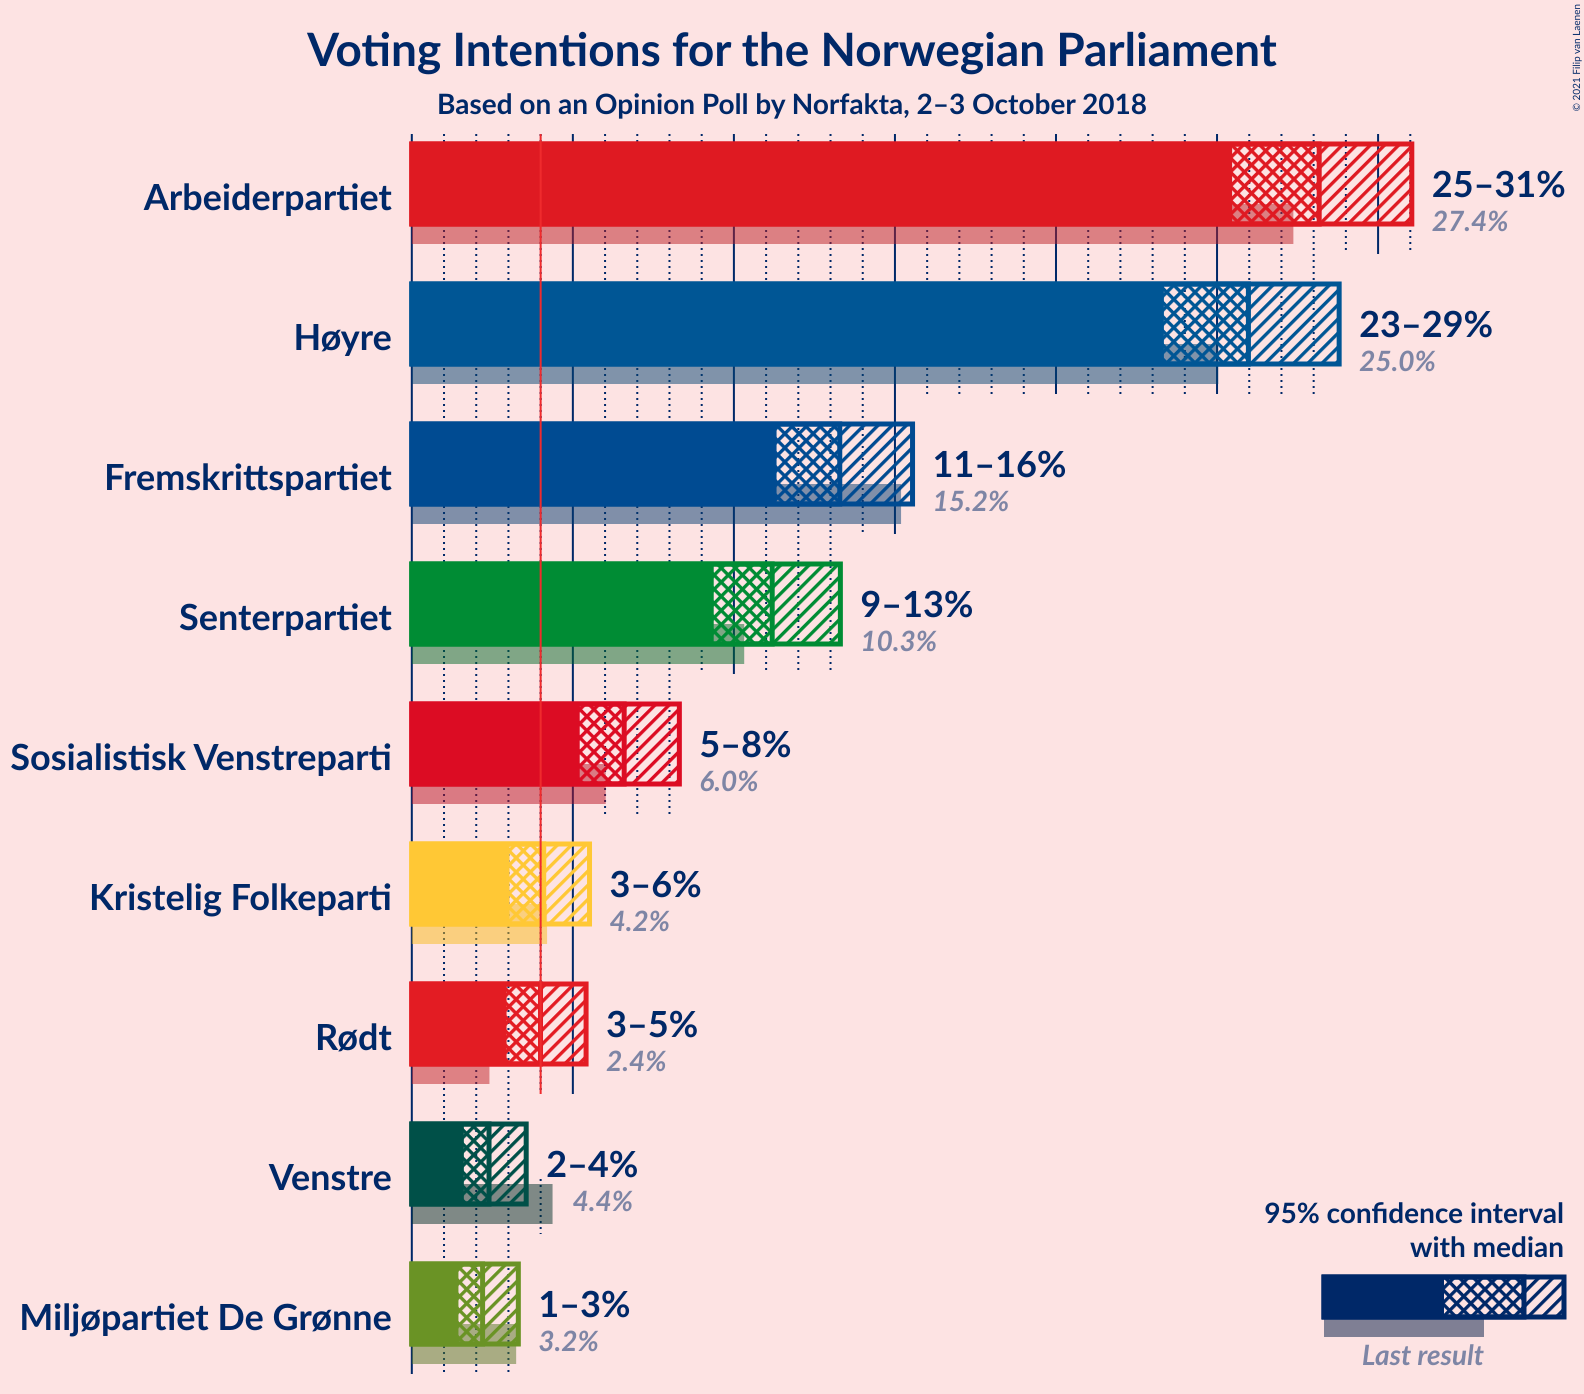 Voting Intentions for the Norwegian Parliament
Based on an Opinion Poll by Norfakta, 2–3 October 2018
© 2021 Filip van Laenen
Arbeiderpartiet
25–31%
27.4%
Høyre
23–29%
25.0%
Fremskrittspartiet
11–16%
15.2%
Senterpartiet
9–13%
10.3%
Sosialistisk Venstreparti
5–8%
6.0%
Kristelig Folkeparti
3–6%
4.2%
Rødt
3–5%
2.4%
Venstre
2–4%
4.4%
Miljøpartiet De Grønne
1–3%
3.2%
95% confidence interval
with median
Last result